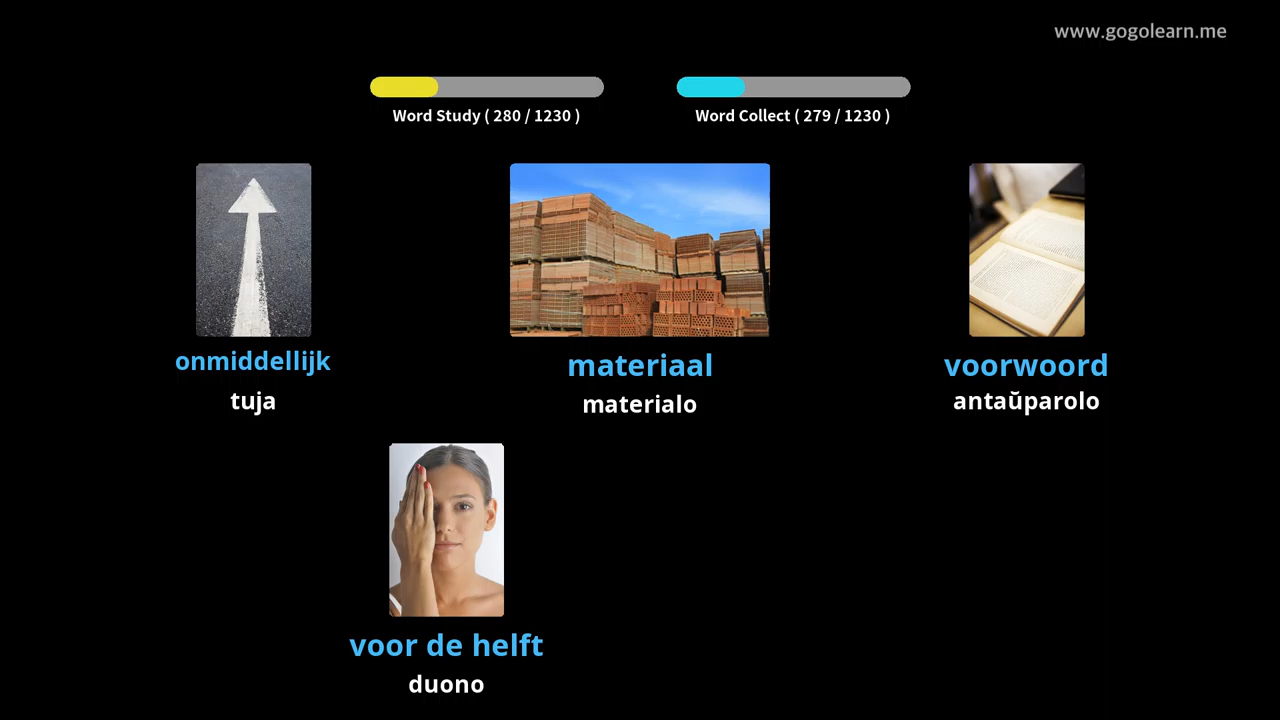 www.gogolearn.me
Word Study ( 280 / 1230 )
Word Collect ( 279 / 1230 )
onmiddellijk
tuja
materiaal
materialo
voorwoord
antaŭparolo
voor de helft
duono